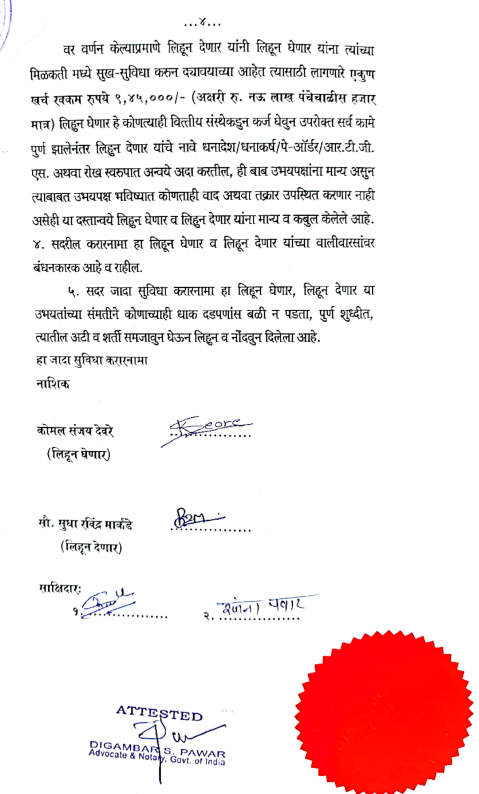 ...४...
वर वर्णन केल्याप्रमाणे लिहून देणार यांनी लिहून घेणार यांना त्यांच्या
मिळकती मध्ये सुख-सुविधा करुन द्यावयाच्या आहेत त्यासाठी लागणारे एकुण
खर्च रक्कम रुपये ९,४५,०००/- (अक्षरी रु. नऊ लाख पंचेचाळीस हजार
मात्र) लिहून घेणार हे कोणत्याही वित्तीय संस्थेकडुन कर्ज घेवुन उपरोक्त सर्व कामे
पुर्ण झालेनंतर लिहून देणार यांचे नावे धनादेश/धनाकर्ष/पे-ऑर्डर/आर.टी.जी.
एस. अथवा रोख स्वरुपात अन्वये अदा करतील, ही बाब उभयपक्षांना मान्य असुन
त्याबाबत उभयपक्ष भविष्यात कोणताही वाद अथवा तक्रार उपस्थित करणार नाही
असेही या दस्तान्वये लिहून घेणार व लिहून देणार यांना मान्य व कबुल केलेले आहे.
४. सदरील करारनामा हा लिहून घेणार व लिहून देणार यांच्या वालीवारसांवर
बंधनकारक आहे व राहील.
५. सदर जादा सुविधा करारनामा हा लिहून घेणार, लिहून देणार या
उभयतांच्या संमतीने कोणाच्याही धाक दडपणांस बळी न पडता, पुर्ण शुध्दीत,
त्यातील अटी व शर्ती समजावुन घेऊन लिहून व नोंदवुन दिलेला आहे.
हा जादा सुविधा करारनामा
नाशिक
कोमल संजय देवरे ................
(लिहून घेणार)
सौ. सुधा रविंद्र मार्कंडे ................
(लिहून देणार)
साक्षिदार:
१. ................ २. रंजना पवार ................
ATTESTED
DIGAMBAR S. PAWAR
Advocate & Notary, Govt. of India